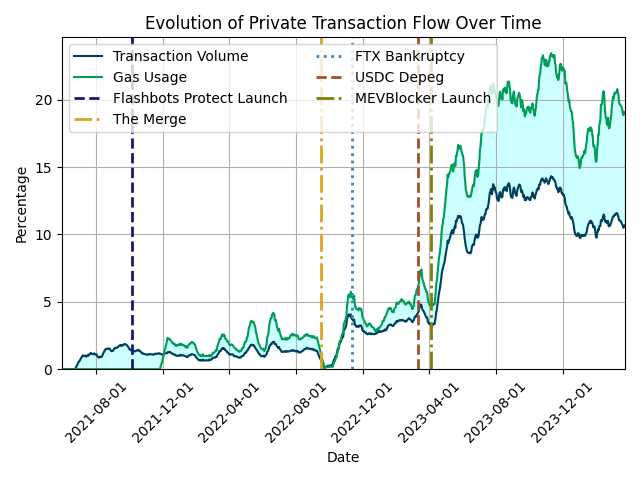 Evolution of Private Transaction Flow Over Time
Transaction Volume
Gas Usage
Flashbots Protect Launch
The Merge
FTX Bankruptcy
USDC Depeg
MEVBlocker Launch
Percentage
20
15
10
5
0
2021-08-01
2021-12-01
2022-04-01
2022-08-01
2022-12-01
2023-04-01
2023-08-01
2023-12-01
Date